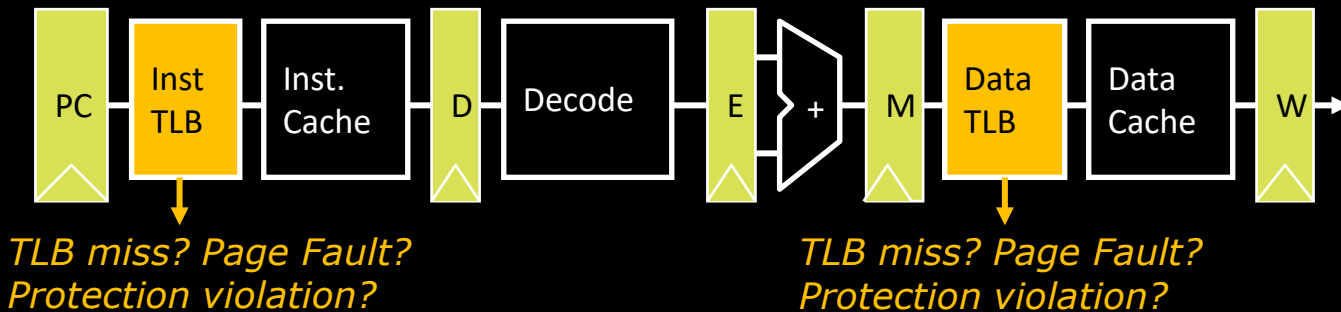 PC
Inst
TLB
Inst.
Cache
D
Decode
E
+
M
Data
TLB
Data
Cache
W
TLB miss? Page Fault?
Protection violation?
TLB miss? Page Fault?
Protection violation?